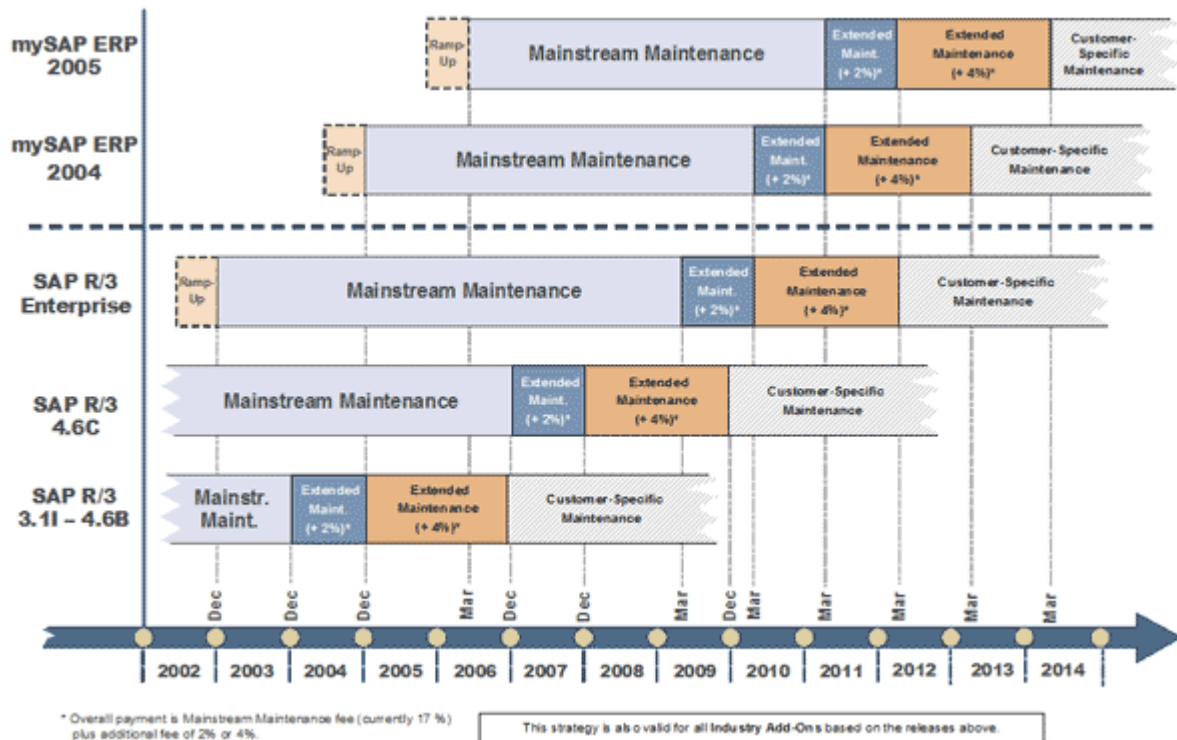 mySAP ERP
2005
Ramp-
Up
Mainstream Maintenance
Extended
Maint.
(+ 2%)*
Extended
Maintenance
(+ 4%)*
Customer-
Specific
Maintenance
mySAP ERP
2004
Ramp-
Up
Mainstream Maintenance
Extended
Maint.
(+ 2%)*
Extended
Maintenance
(+ 4%)*
Customer-Specific
Maintenance
SAP R/3
Enterprise
Ramp-
Up
Mainstream Maintenance
Extended
Maint.
(+ 2%)*
Extended
Maintenance
(+ 4%)*
Customer-Specific
Maintenance
SAP R/3
4.6C
Mainstream Maintenance
Extended
Maint.
(+ 2%)*
Extended
Maintenance
(+ 4%)*
Customer-Specific
Maintenance
SAP R/3
3.1I – 4.6B
Mainstr.
Maint.
Extended
Maint.
(+ 2%)*
Extended
Maintenance
(+ 4%)*
Customer-Specific
Maintenance
Dec
Dec
Dec
Mar
Dec
Dec
Mar
Dec
Mar
Mar
Mar
Mar
Mar
2002 2003 2004 2005 2006 2007 2008 2009 2010 2011 2012 2013 2014
* Overall payment is Mainstream Maintenance fee (currently 17 %)
plus additional fee of 2% or 4%.
This strategy is also valid for all Industry Add-Ons based on the releases above.